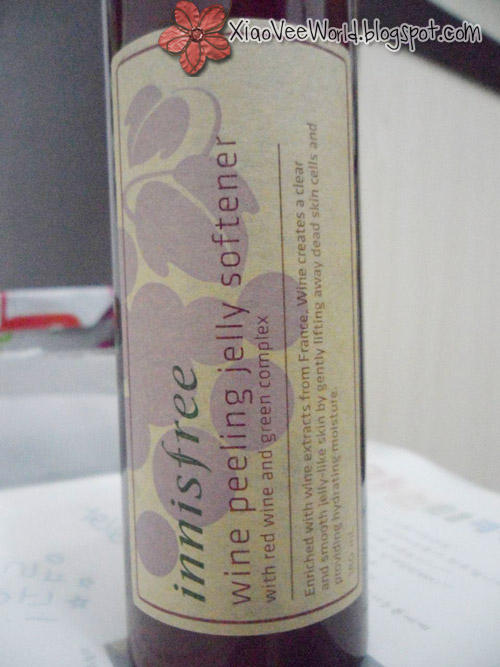 XiaoVeeWorld.blogspot.com
innisfree
wine peeling jelly softener
with red wine and green complex
Enriched with wine extracts from France. Wine creates a clear
and smooth jelly-like skin by gently lifting away dead skin cells and
providing hydrating moisture.